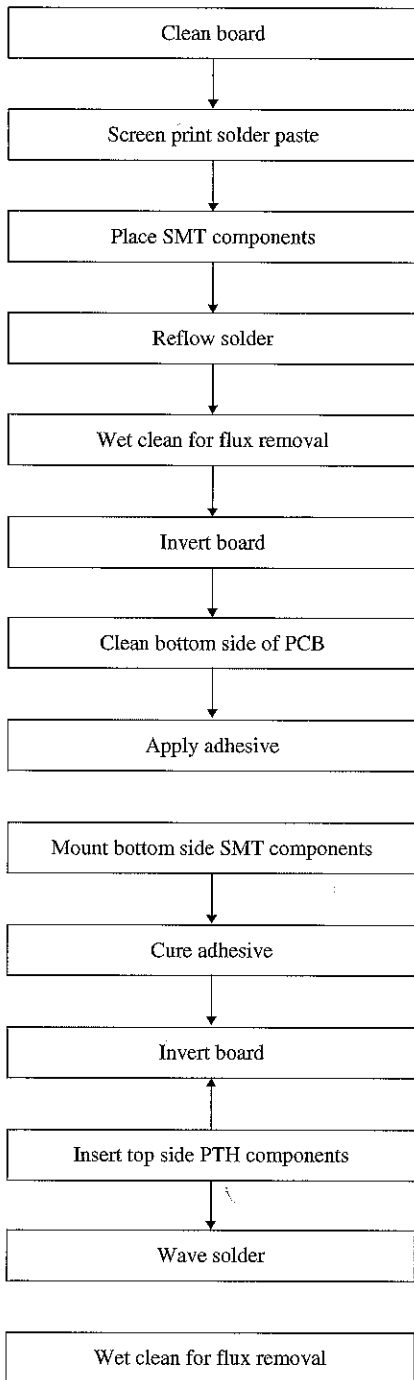 Clean board
Screen print solder paste
Place SMT components
Reflow solder
Wet clean for flux removal
Invert board
Clean bottom side of PCB
Apply adhesive
Mount bottom side SMT components
Cure adhesive
Invert board
Insert top side PTH components
Wave solder
Wet clean for flux removal